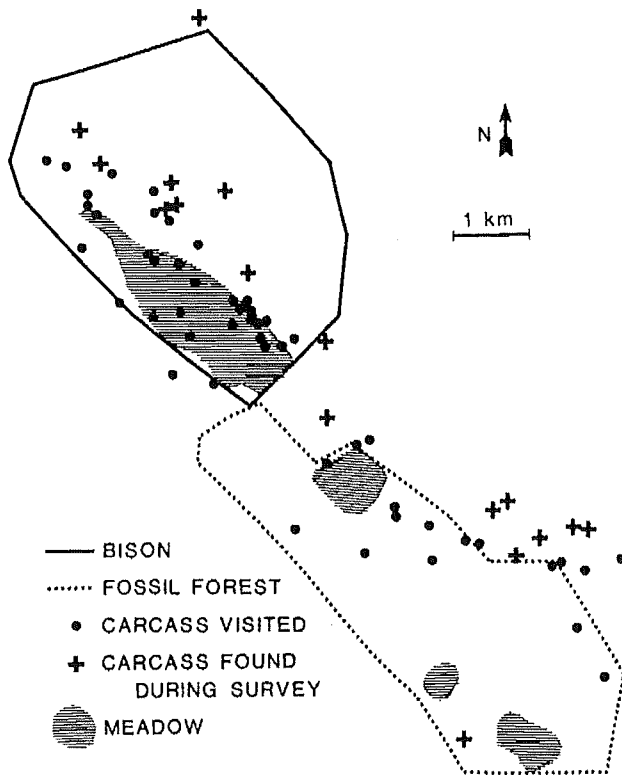 N
1 km
BISON
FOSSIL FOREST
CARCASS VISITED
CARCASS FOUND
DURING SURVEY
MEADOW